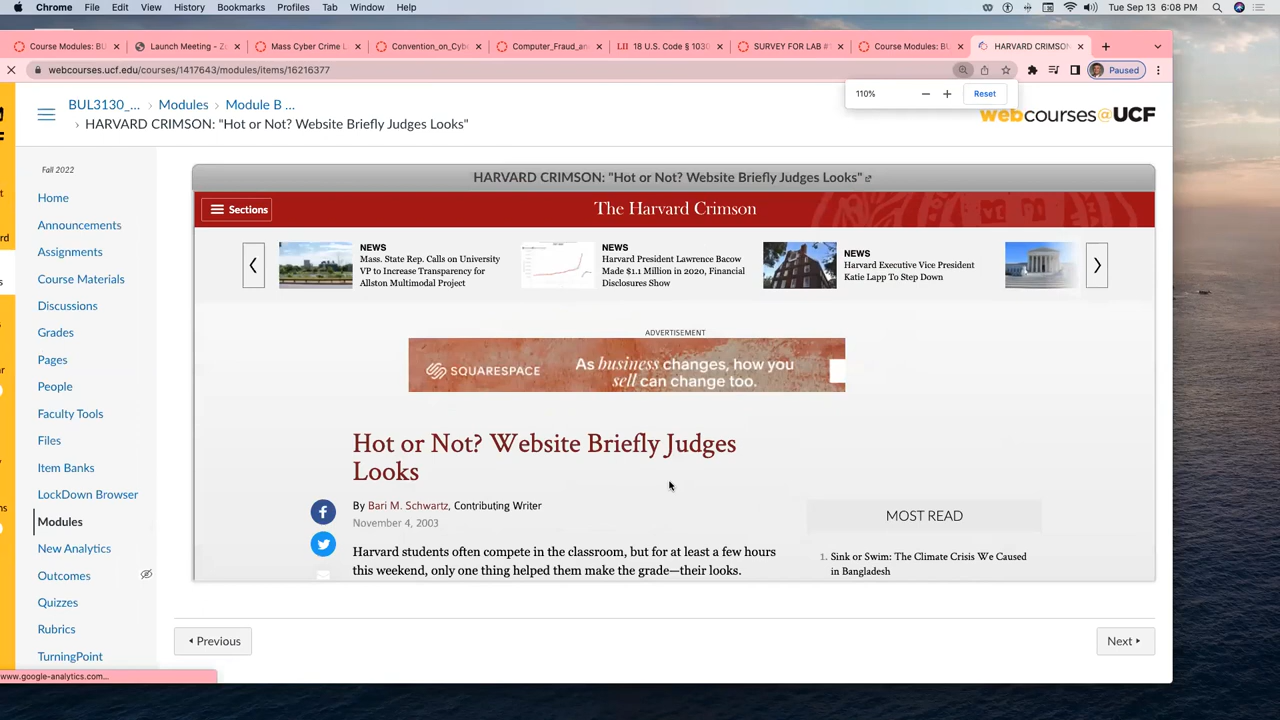 Chrome File Edit View History Bookmarks Profiles Tab Window Help Tue Sep 13 6:08 PM
Course Modules: BU Launch Meeting - Zo Mass Cyber Crime L Convention_on_Cyb Computer_Fraud_an 18 U.S. Code § 1030 SURVEY FOR LAB # Course Modules: BU HARVARD CRIMSON
webcourses.ucf.edu/courses/1417643/modules/items/16216377 Paused
110% Reset
BUL3130_... › Modules › Module B ...
› HARVARD CRIMSON: "Hot or Not? Website Briefly Judges Looks"
webcourses@UCF
Fall 2022
Home
Announcements
Assignments
Course Materials
Discussions
Grades
Pages
People
Faculty Tools
Files
Item Banks
LockDown Browser
Modules
New Analytics
Outcomes
Quizzes
Rubrics
TurningPoint
www.google-analytics.com...
HARVARD CRIMSON: "Hot or Not? Website Briefly Judges Looks"
Sections
The Harvard Crimson
NEWS
Mass. State Rep. Calls on University
VP to Increase Transparency for
Allston Multimodal Project
NEWS
Harvard President Lawrence Bacow
Made $1.1 Million in 2020, Financial
Disclosures Show
NEWS
Harvard Executive Vice President
Katie Lapp To Step Down
ADVERTISEMENT
SQUARESPACE
As business changes, how you
sell can change too.
Hot or Not? Website Briefly Judges
Looks
By Bari M. Schwartz, Contributing Writer
November 4, 2003
Harvard students often compete in the classroom, but for at least a few hours
this weekend, only one thing helped them make the grade—their looks.
MOST READ
1. Sink or Swim: The Climate Crisis We Caused
in Bangladesh
Previous
Next